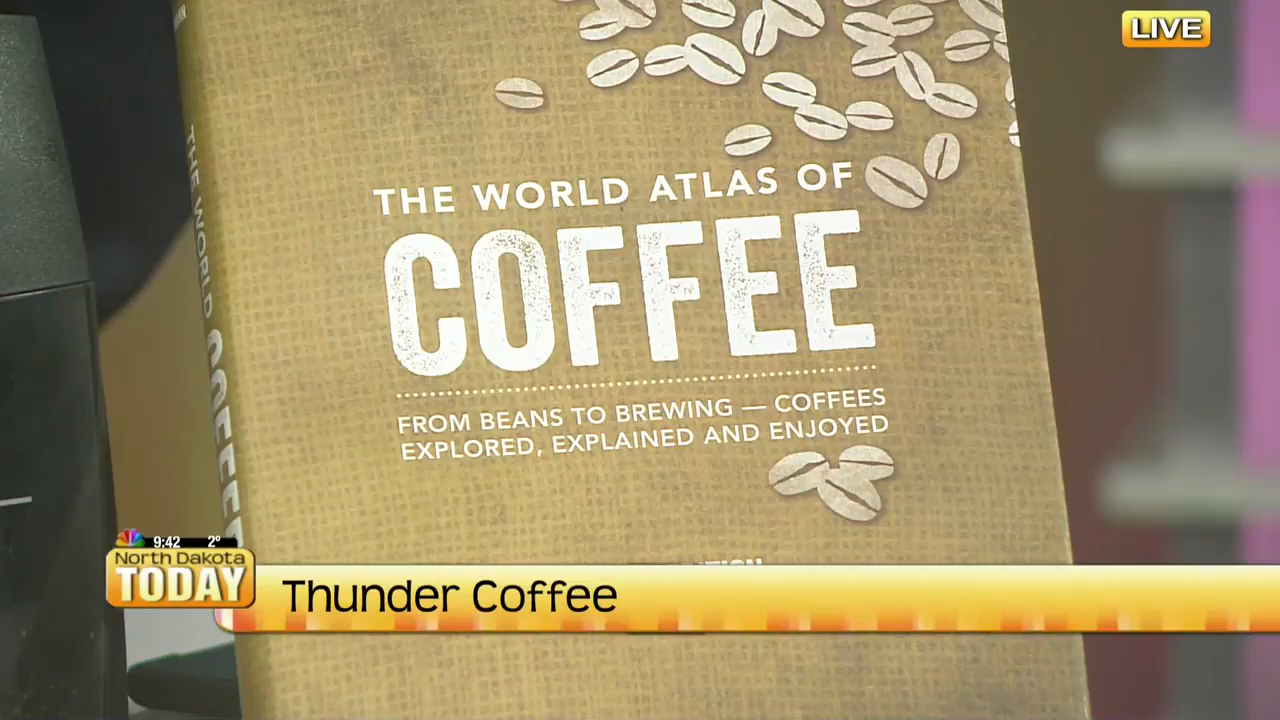 LIVE
THE WORLD ATLAS OF
COFFEE
FROM BEANS TO BREWING — COFFEES
EXPLORED, EXPLAINED AND ENJOYED
THE WORLD COFFEE
9:42 2°
North Dakota
TODAY
Thunder Coffee